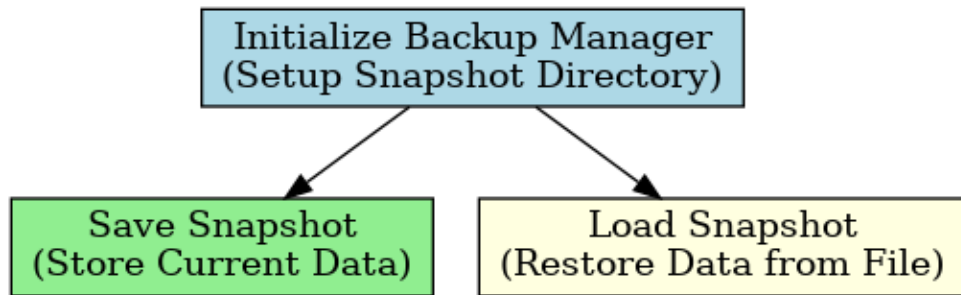 Initialize Backup Manager
(Setup Snapshot Directory)
Save Snapshot
(Store Current Data)
Load Snapshot
(Restore Data from File)